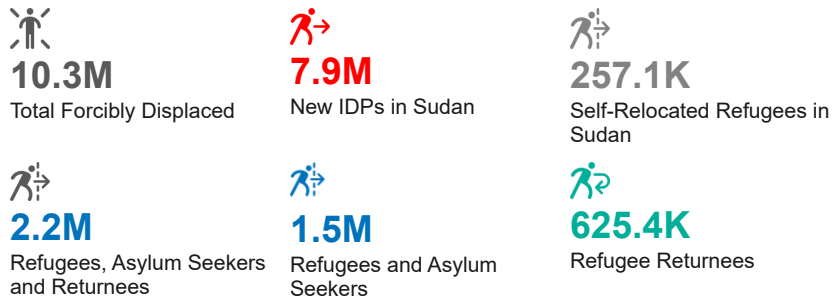 10.3M
Total Forcibly Displaced
7.9M
New IDPs in Sudan
257.1K
Self-Relocated Refugees in
Sudan
2.2M
Refugees, Asylum Seekers
and Returnees
1.5M
Refugees and Asylum
Seekers
625.4K
Refugee Returnees